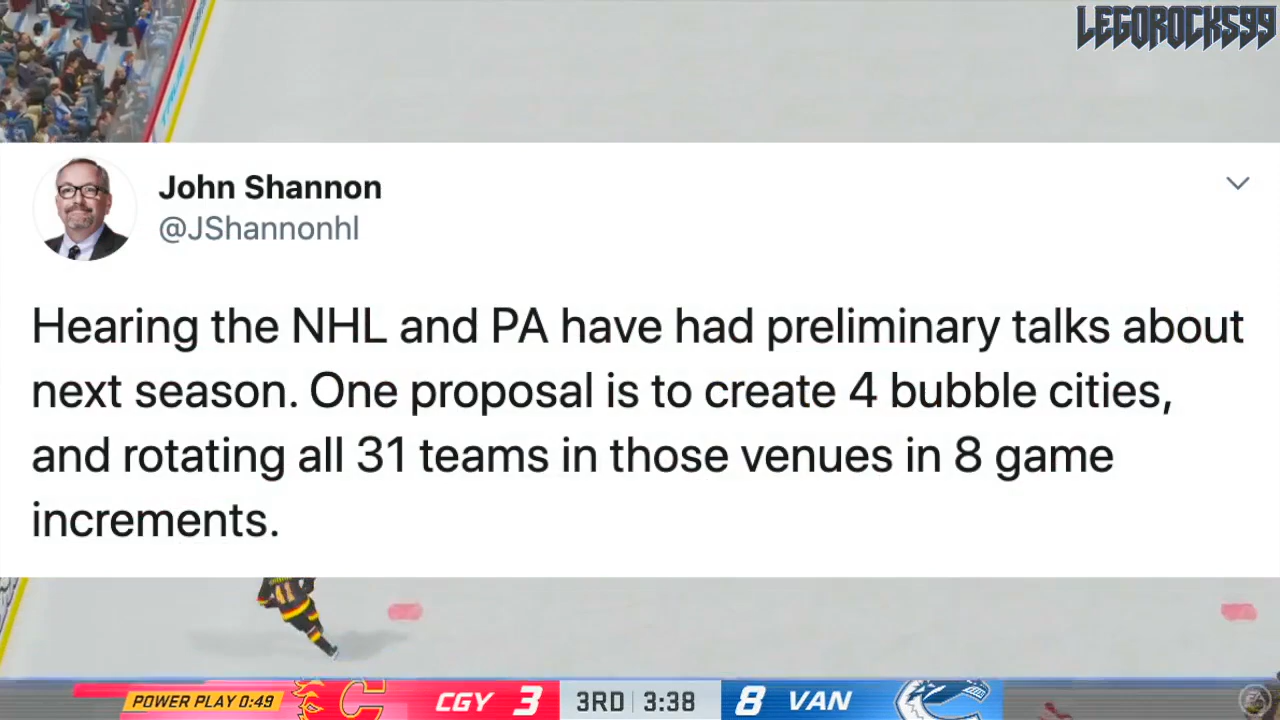 LEGOROCKS99
John Shannon
@JShannonhl
Hearing the NHL and PA have had preliminary talks about
next season. One proposal is to create 4 bubble cities,
and rotating all 31 teams in those venues in 8 game
increments.
41
POWER PLAY 0:49 CGY 3 3RD 3:38 8 VAN